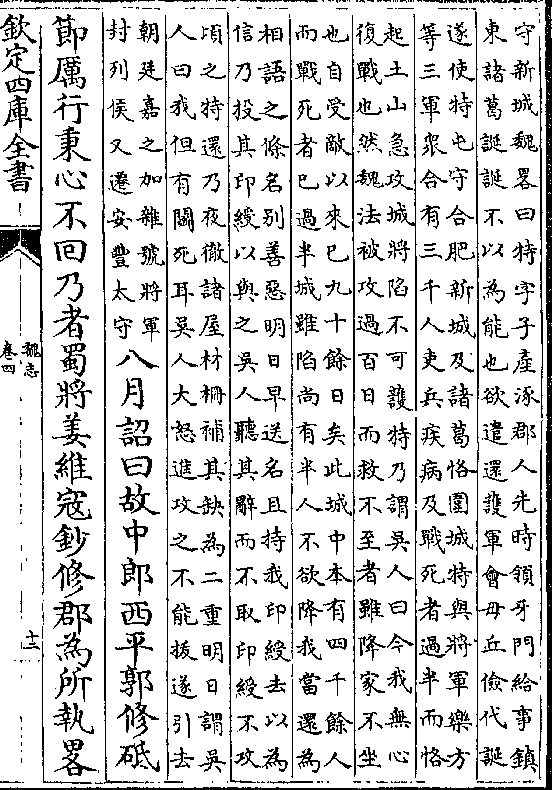 守新城魏畧曰特字子產涿郡人先時領牙門給事鎮
東諸葛誕誕不以為能也欲遣還護軍會毋丘儉代誕
遂使特屯守合肥新城及諸葛恪圍城特與將軍樂方
等三軍衆合有三千人吏兵疾病及戰死者過半而恪
起土山急攻城將陷不可護特乃謂吳人曰今我無心
復戰也然魏法被攻過百日而救不至者雖降家不坐
也自受敵以來已九十餘日矣此城中本有四千餘人
而戰死者已過半城雖陷尚有半人不欲降我當還為
相語之條名别善惡明日早送名且持我印綬去以為
信乃投其印綬以與之吳人聽其辭而不取印綬不攻
頃之特還乃夜徹諸屋材柵補其缺為二重明日謂吳
人曰我但有鬭死耳吳人大怒進攻之不能拔遂引去
朝廷嘉之加雜號將軍
封列侯又遷安豐太守
八月詔曰故中郎西平郭修砥
節厲行秉心不回乃者蜀將姜維寇鈔修郡為所執畧
欽定四庫全書
魏志
卷四
十三